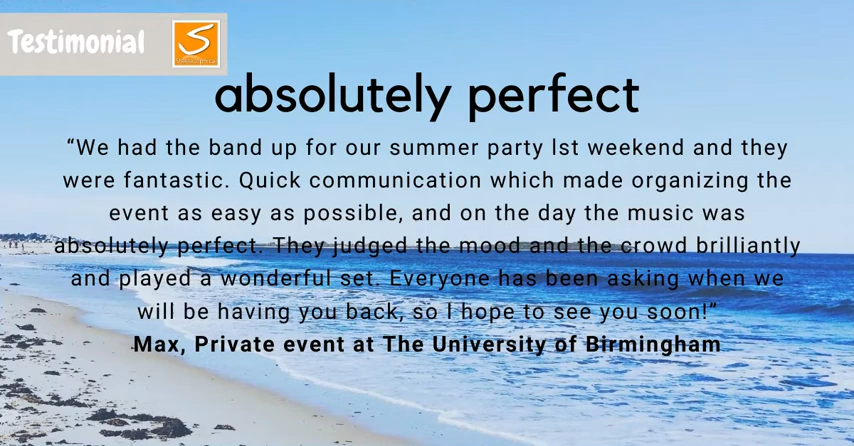 Testimonial
S
absolutely perfect
“We had the band up for our summer party lst weekend and they
were fantastic. Quick communication which made organizing the
event as easy as possible, and on the day the music was
absolutely perfect. They judged the mood and the crowd brilliantly
and played a wonderful set. Everyone has been asking when we
will be having you back, so I hope to see you soon!”
Max, Private event at The University of Birmingham